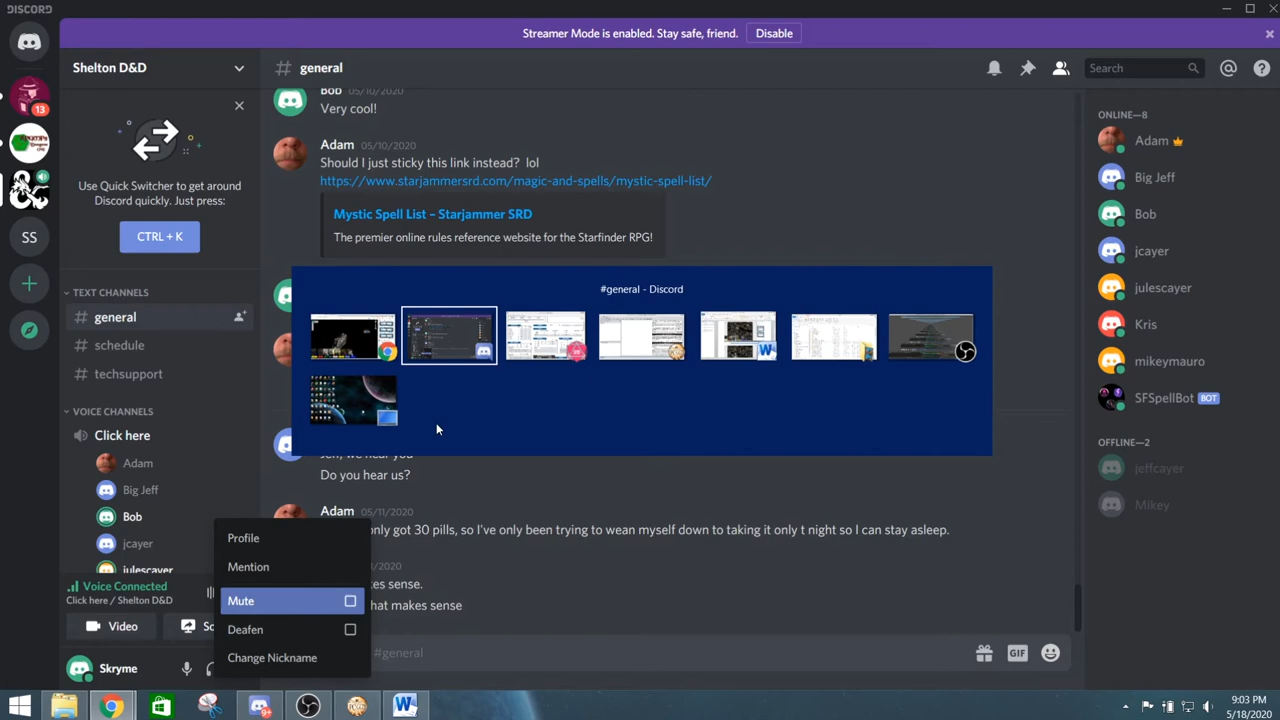 DISCORD
Streamer Mode is enabled. Stay safe, friend.
Disable
Shelton D&D
general
Search
13
Use Quick Switcher to get around
Discord quickly. Just press:
CTRL + K
SS
TEXT CHANNELS
# general
# schedule
# techsupport
VOICE CHANNELS
Click here
Adam
Big Jeff
Bob
jcayer
julescayer
Voice Connected
Click here / Shelton D&D
Video
Skryme
Bob 05/10/2020
Very cool!
Adam 05/10/2020
Should I just sticky this link instead? lol
https://www.starjammersrd.com/magic-and-spells/mystic-spell-list/
Mystic Spell List – Starjammer SRD
The premier online rules reference website for the Starfinder RPG!
#general - Discord
we hear you
Do you hear us?
Adam 05/11/2020
only got 30 pills, so I've only been trying to wean myself down to taking it only t night so I can stay asleep.
sense.
that makes sense
Profile
Mention
Mute
Deafen
Change Nickname
#general
GIF
ONLINE—8
Adam
Big Jeff
Bob
jcayer
julescayer
Kris
mikeymauro
SFSpellBot BOT
OFFLINE—2
jeffcayer
Mikey
9:03 PM
5/18/2020